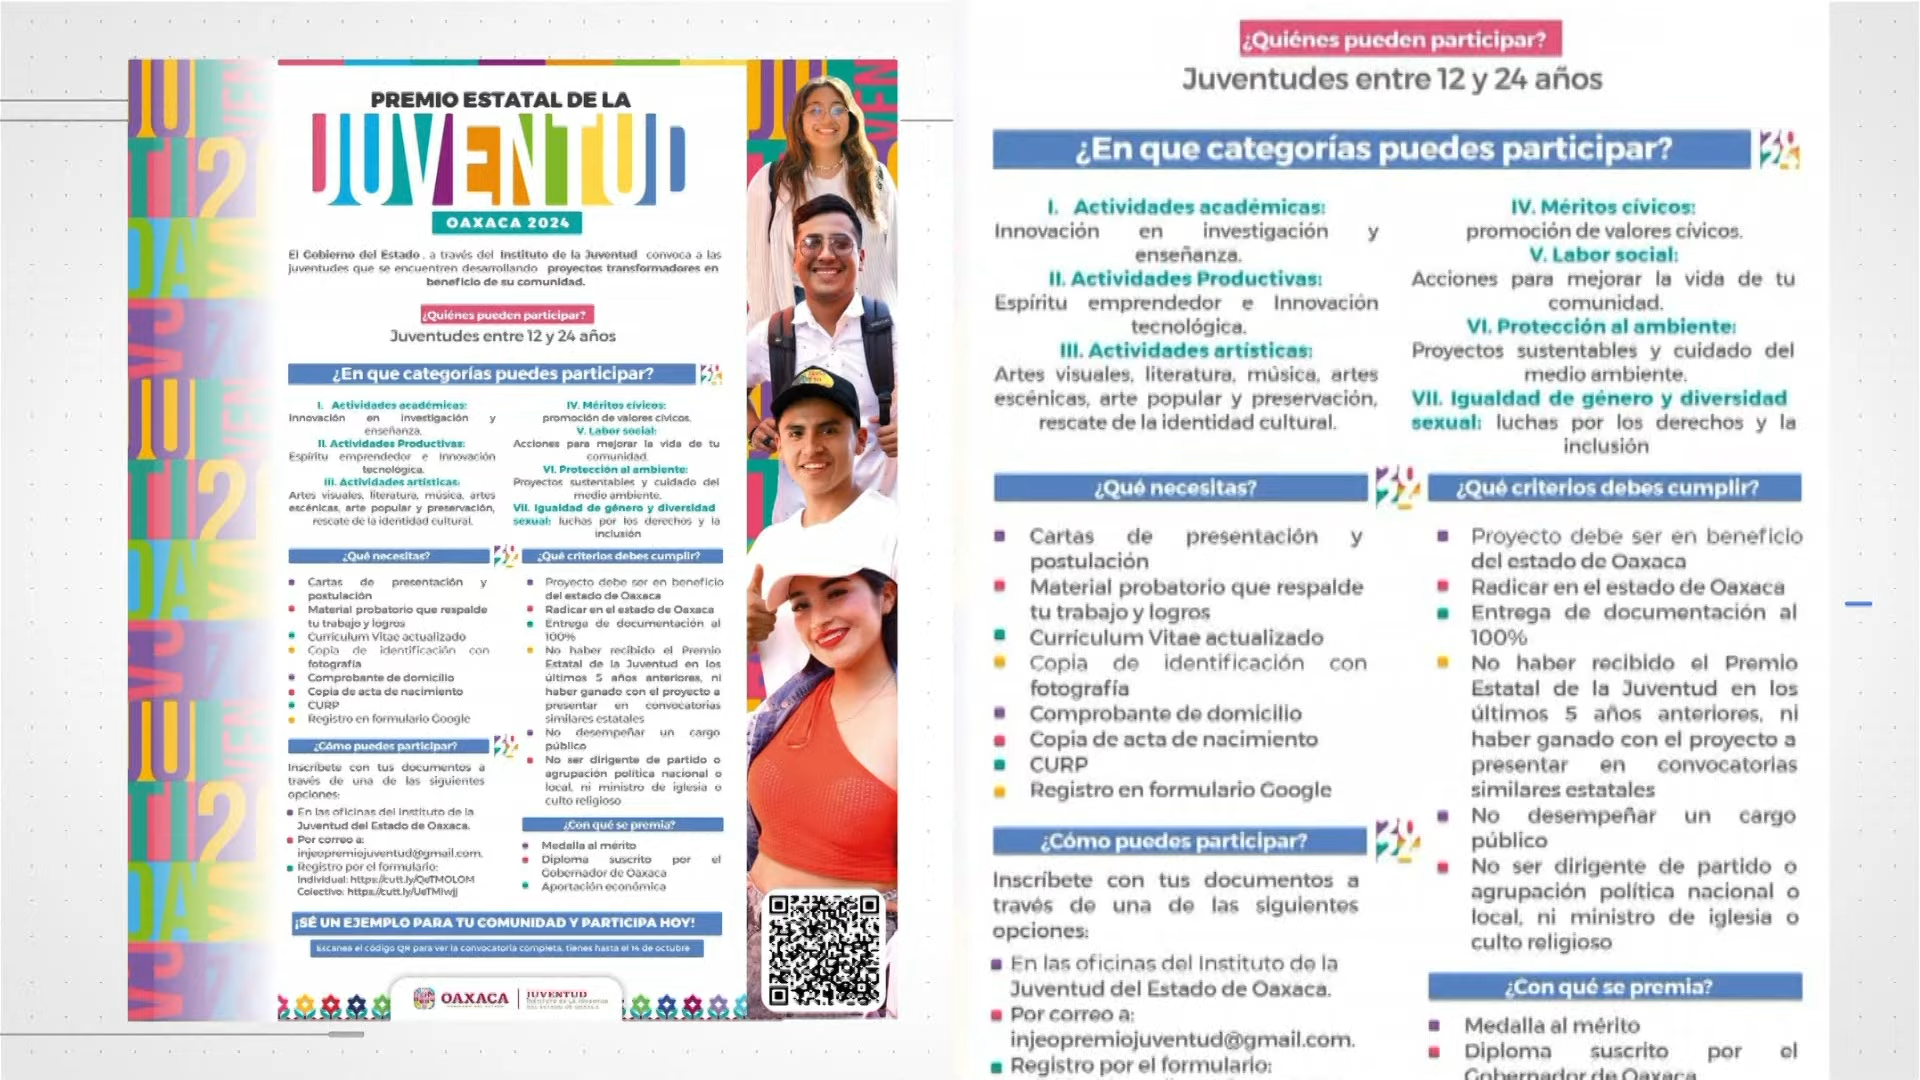 PREMIO ESTATAL DE LA
JUVENTUD
OAXACA 2024
El Gobierno del Estado, a través del Instituto de la Juventud convoca a las
juventudes que se encuentren desarrollando proyectos transformadores en
beneficio de su comunidad.
¿Quiénes pueden participar?
Juventudes entre 12 y 24 años
¿En que categorías puedes participar?
I. Actividades académicas:
Innovación en investigación y
enseñanza.
II. Actividades Productivas:
Espíritu emprendedor e Innovación
tecnológica.
III. Actividades artísticas:
Artes visuales, literatura, música, artes
escénicas, arte popular y preservación,
rescate de la identidad cultural.
IV. Méritos cívicos:
promoción de valores cívicos.
V. Labor social:
Acciones para mejorar la vida de tu
comunidad.
VI. Protección al ambiente:
Proyectos sustentables y cuidado del
medio ambiente.
VII. Igualdad de género y diversidad
sexual: luchas por los derechos y la
inclusión
¿Qué necesitas?
Cartas de presentación y
postulación
Material probatorio que respalde
tu trabajo y logros
Currículum Vitae actualizado
Copia de identificación con
fotografía
Comprobante de domicilio
Copia de acta de nacimiento
CURP
Registro en formulario Google
¿Cómo puedes participar?
Inscríbete con tus documentos a
través de una de las siguientes
opciones:
En las oficinas del Instituto de la
Juventud del Estado de Oaxaca.
Por correo a:
injeopremiojuventud@gmail.com.
Registro por el formulario:
Individual: https://cutt.ly/QeTMOLOM
Colectivo: https://cutt.ly/UeTMIwjj
¿Qué criterios debes cumplir?
Proyecto debe ser en beneficio
del estado de Oaxaca
Radicar en el estado de Oaxaca
Entrega de documentación al
100%
No haber recibido el Premio
Estatal de la Juventud en los
últimos 5 años anteriores, ni
haber ganado con el proyecto a
presentar en convocatorias
similares estatales
No desempeñar un cargo
público
No ser dirigente de partido o
agrupación política nacional o
local, ni ministro de iglesia o
culto religioso
¿Con qué se premia?
Medalla al mérito
Diploma suscrito por el
Gobernador de Oaxaca
Aportación económica
¡SÉ UN EJEMPLO PARA TU COMUNIDAD Y PARTICIPA HOY!
Escanea el código QR para ver la convocatoria completa, tienes hasta el 14 de octubre
OAXACA
JUVENTUD
¿Quiénes pueden participar?
Juventudes entre 12 y 24 años
¿En que categorías puedes participar?
I. Actividades académicas:
Innovación en investigación y
enseñanza.
II. Actividades Productivas:
Espíritu emprendedor e Innovación
tecnológica.
III. Actividades artísticas:
Artes visuales, literatura, música, artes
escénicas, arte popular y preservación,
rescate de la identidad cultural.
IV. Méritos cívicos:
promoción de valores cívicos.
V. Labor social:
Acciones para mejorar la vida de tu
comunidad.
VI. Protección al ambiente:
Proyectos sustentables y cuidado del
medio ambiente.
VII. Igualdad de género y diversidad
sexual: luchas por los derechos y la
inclusión
¿Qué necesitas?
Cartas de presentación y
postulación
Material probatorio que respalde
tu trabajo y logros
Currículum Vitae actualizado
Copia de identificación con
fotografía
Comprobante de domicilio
Copia de acta de nacimiento
CURP
Registro en formulario Google
¿Cómo puedes participar?
Inscríbete con tus documentos a
través de una de las siguientes
opciones:
En las oficinas del Instituto de la
Juventud del Estado de Oaxaca.
Por correo a:
injeopremiojuventud@gmail.com.
Registro por el formulario:
¿Qué criterios debes cumplir?
Proyecto debe ser en beneficio
del estado de Oaxaca
Radicar en el estado de Oaxaca
Entrega de documentación al
100%
No haber recibido el Premio
Estatal de la Juventud en los
últimos 5 años anteriores, ni
haber ganado con el proyecto a
presentar en convocatorias
similares estatales
No desempeñar un cargo
público
No ser dirigente de partido o
agrupación política nacional o
local, ni ministro de iglesia o
culto religioso
¿Con qué se premia?
Medalla al mérito
Diploma suscrito por el
Gobernador de Oaxaca